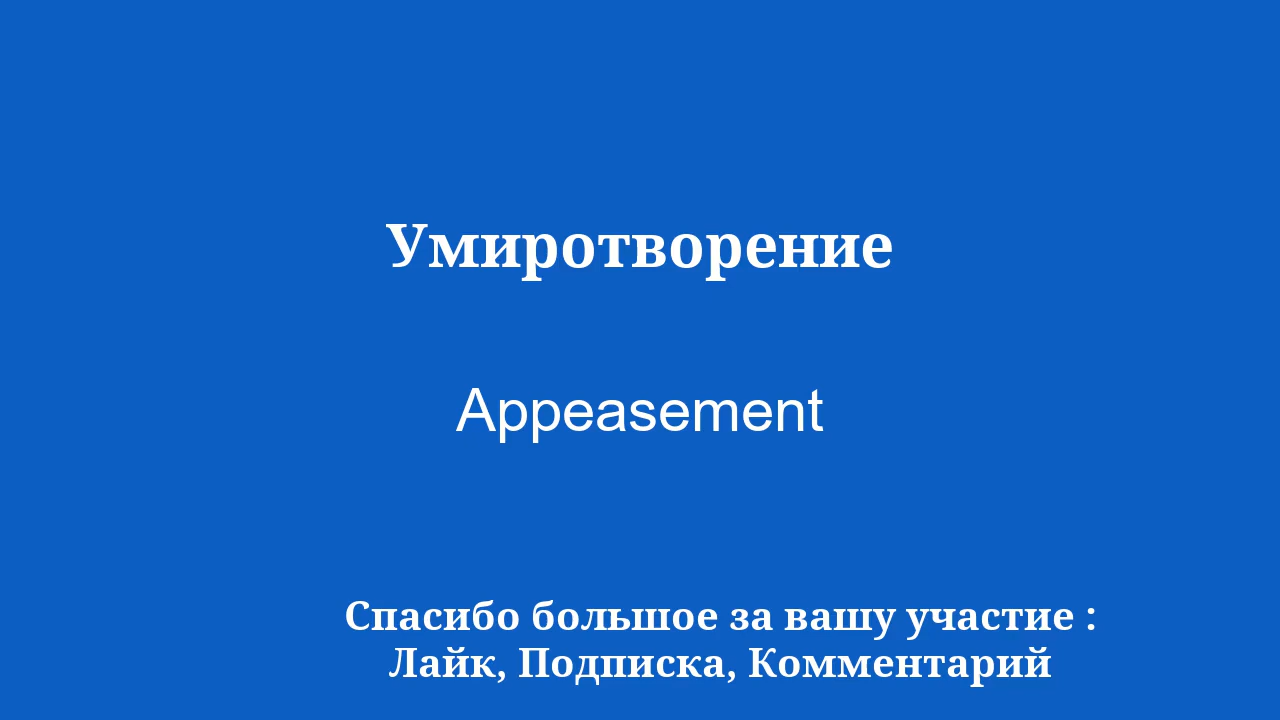 Умиротворение
Appeasement
Спасибо большое за вашу участие :
Лайк, Подписка, Комментарий